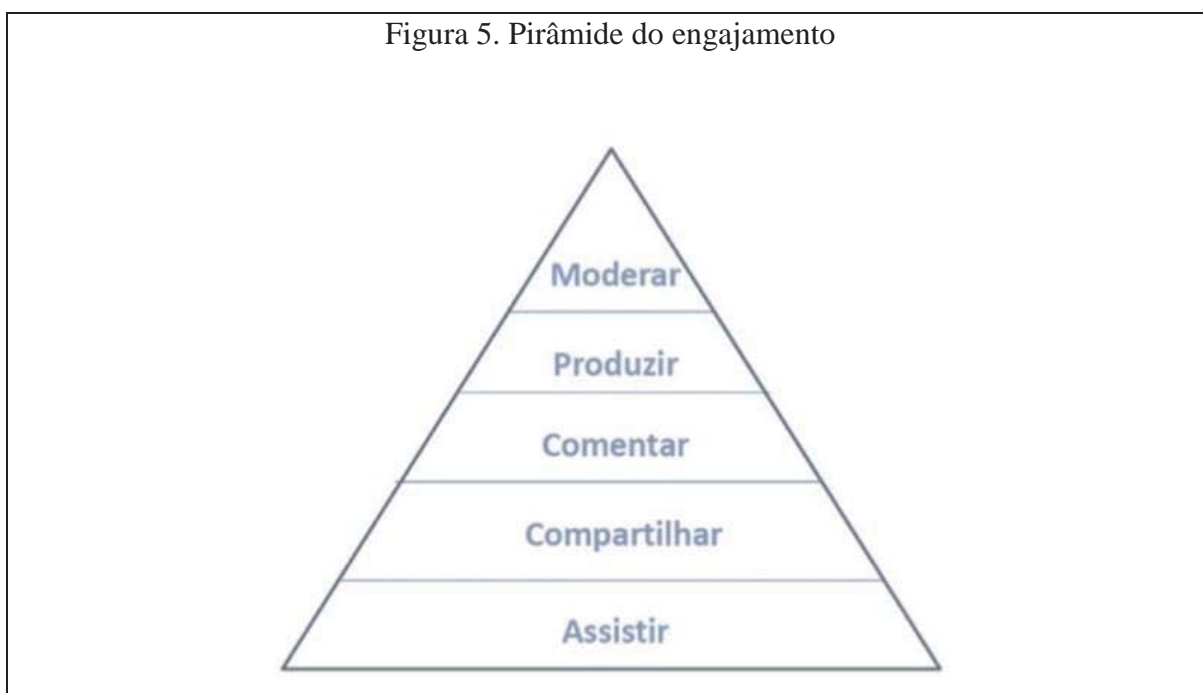 Figura 5. Pirâmide do engajamento
Moderar
Produzir
Comentar
Compartilhar
Assistir